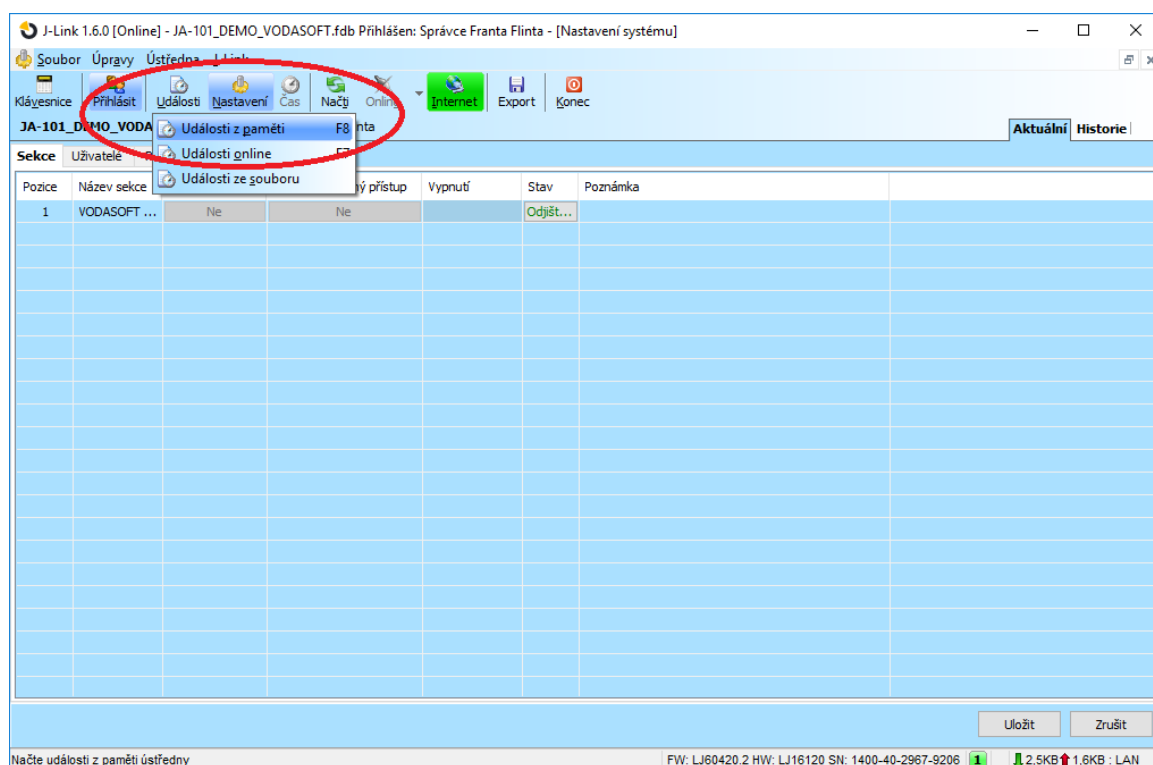 J-Link 1.6.0 [Online] - JA-101_DEMO_VODASOFT.fdb Přihlášen: Správce Franta Flinta - [Nastavení systému]
Soubor Úpravy Ústředna J-Link
Klávesnice Přihlásit Události Nastavení Čas Načti Online Internet Export Konec
JA-101_DEMO_VODA nta Aktuální Historie
Události z paměti F8
Sekce Uživatelé
Události online F7
Události ze souboru
Pozice Název sekce ný přístup Vypnutí Stav Poznámka
1 VODASOFT ... Ne Ne Odjišt...
Uložit Zrušit
Načte události z paměti ústředny FW: LJ60420.2 HW: LJ16120 SN: 1400-40-2967-9206 1 2,5KB 1,6KB : LAN